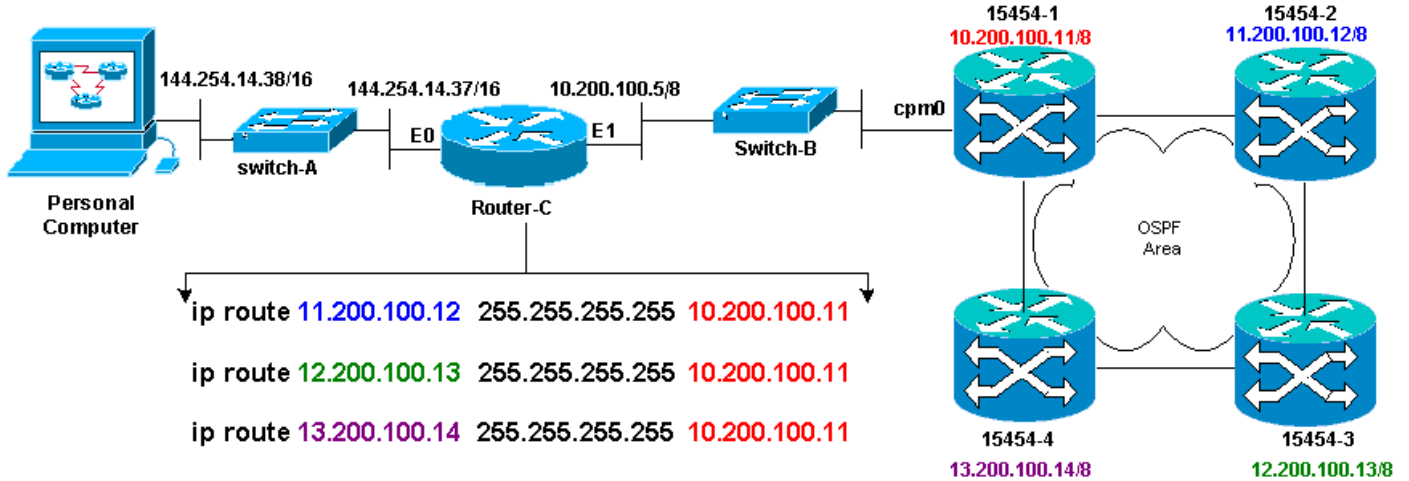 15454-1
10.200.100.11/8
15454-2
11.200.100.12/8
144.254.14.38/16
144.254.14.37/16
10.200.100.5/8
cpm0
E0
E1
switch-A
Switch-B
Personal
Computer
Router-C
OSPF
Area
ip route 11.200.100.12 255.255.255.255 10.200.100.11
ip route 12.200.100.13 255.255.255.255 10.200.100.11
ip route 13.200.100.14 255.255.255.255 10.200.100.11
15454-4
13.200.100.14/8
15454-3
12.200.100.13/8